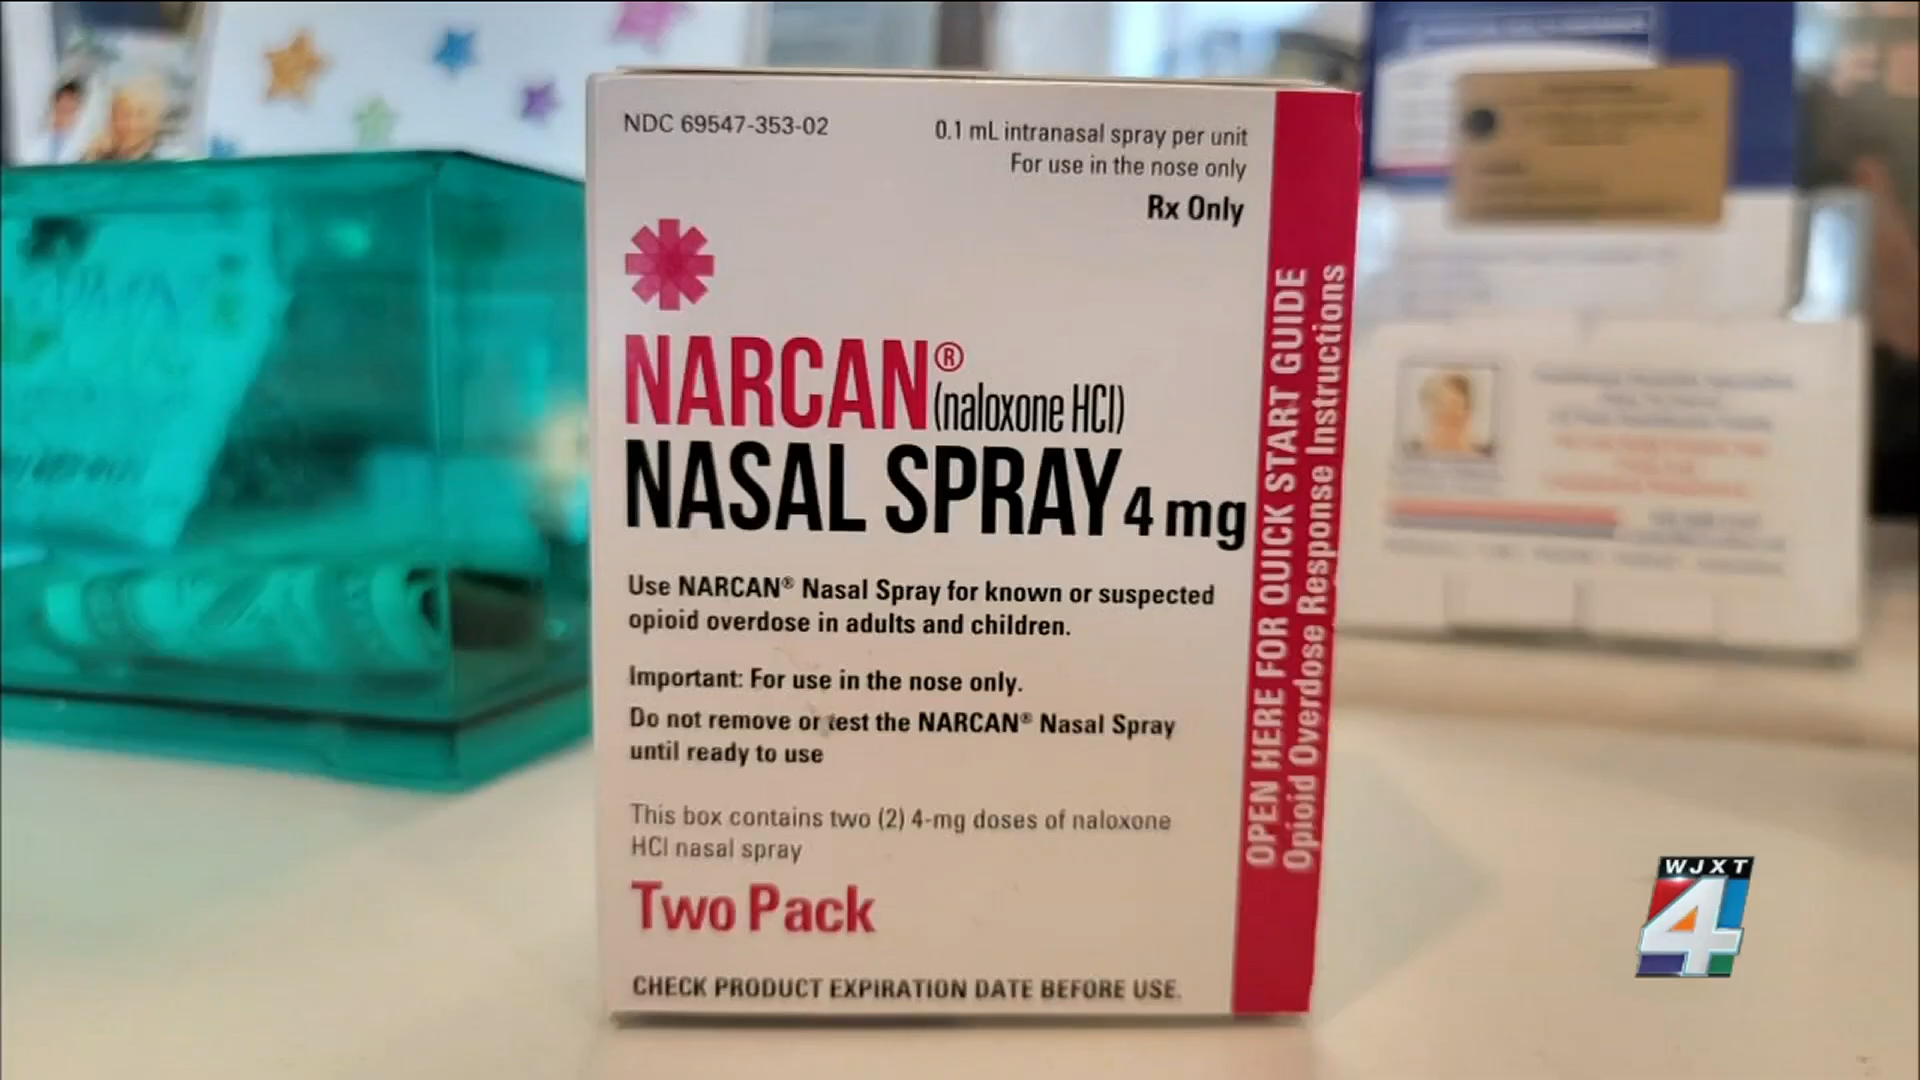 NDC 69547-353-02
0.1 mL intranasal spray per unit
For use in the nose only
Rx Only
NARCAN®
(naloxone HCl)
NASAL SPRAY 4 mg
Use NARCAN® Nasal Spray for known or suspected
opioid overdose in adults and children.
Important: For use in the nose only.
Do not remove or test the NARCAN® Nasal Spray
until ready to use
This box contains two (2) 4-mg doses of naloxone
HCl nasal spray
Two Pack
CHECK PRODUCT EXPIRATION DATE BEFORE USE.
OPEN HERE FOR QUICK START GUIDE
Opioid Overdose Response Instructions
WJXT
4